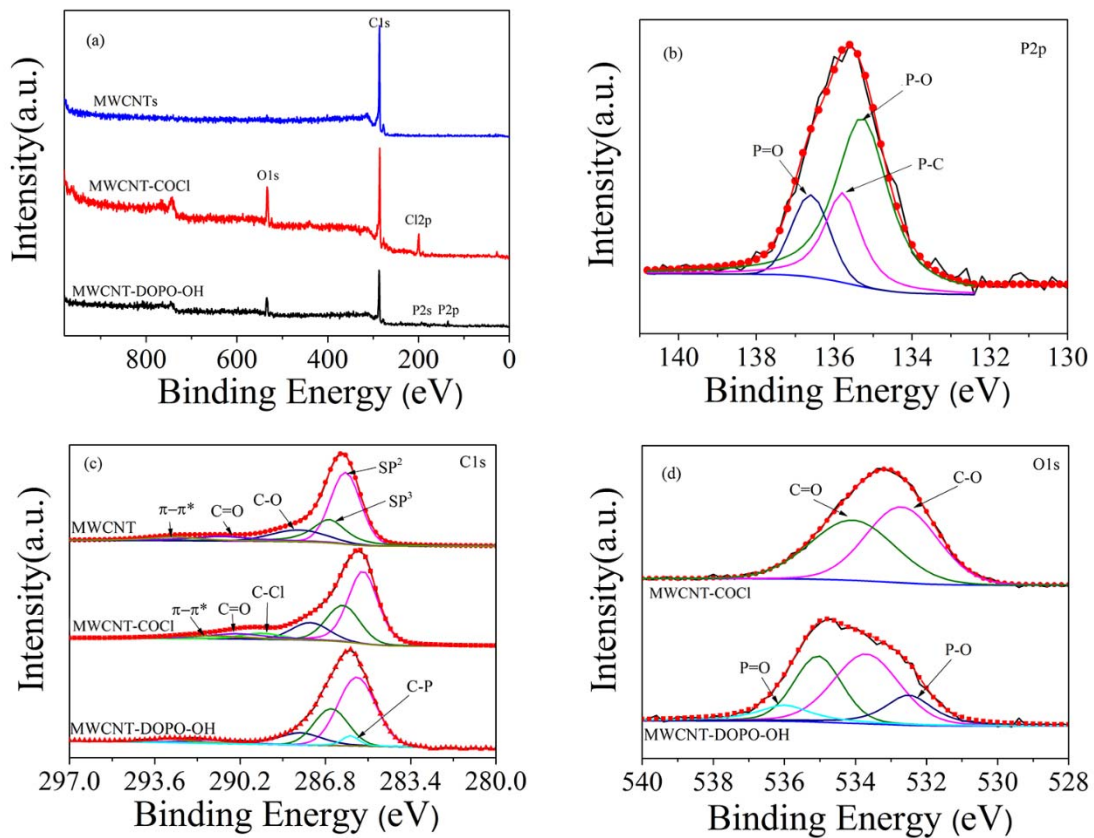 (a)
C1s
MWCNTs
MWCNT-COCl
O1s
Cl2p
MWCNT-DOPO-OH
P2s P2p
Intensity(a.u.)
800 600 400 200 0
Binding Energy (eV)
(b)
P2p
P-O
P=O
P-C
Intensity(a.u.)
140 138 136 134 132 130
Binding Energy (eV)
(c)
C1s
SP²
SP³
C-O
C=O
π−π*
MWCNT
C-Cl
C=O
π−π*
MWCNT-COCl
C-P
MWCNT-DOPO-OH
Intensity(a.u.)
297.0 293.6 290.2 286.8 283.4 280.0
Binding Energy (eV)
(d)
O1s
C=O
C-O
MWCNT-COCl
P=O
P-O
MWCNT-DOPO-OH
Intensity(a.u.)
540 538 536 534 532 530 528
Binding Energy (eV)